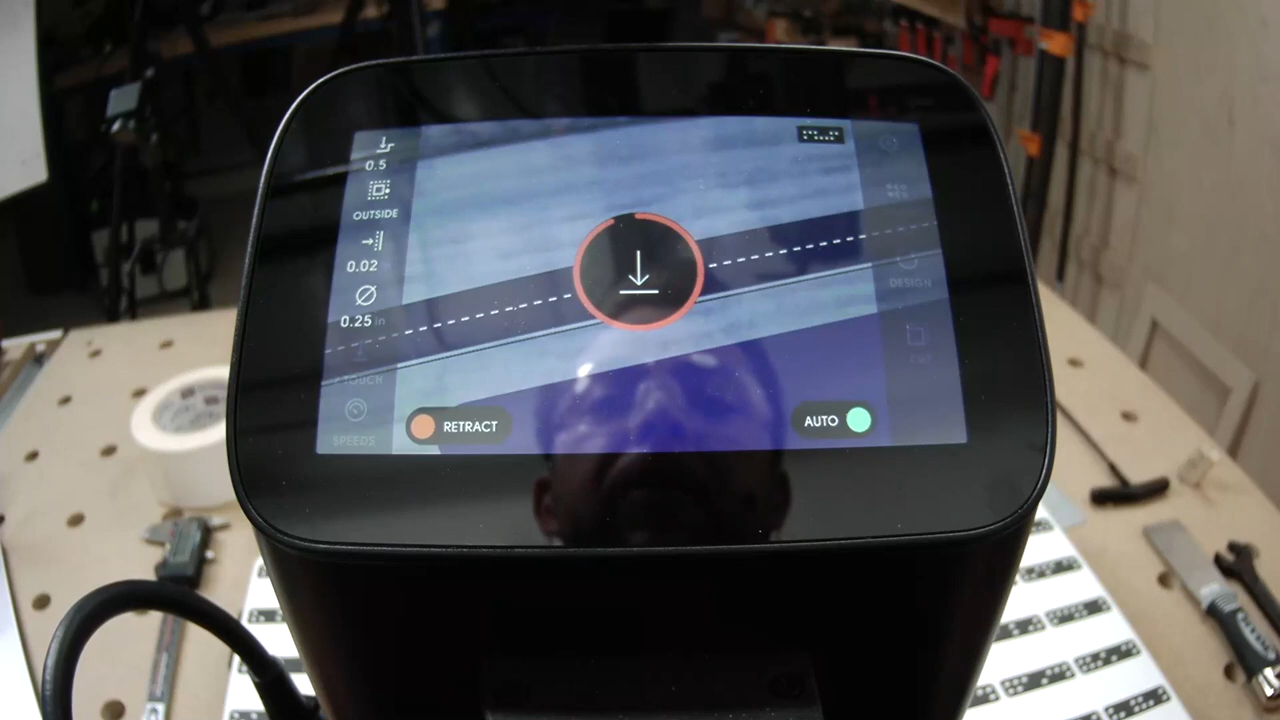 0.5
OUTSIDE
0.02
0.25 in
TOUCH
SPEEDS
DESIGN
RETRACT
AUTO